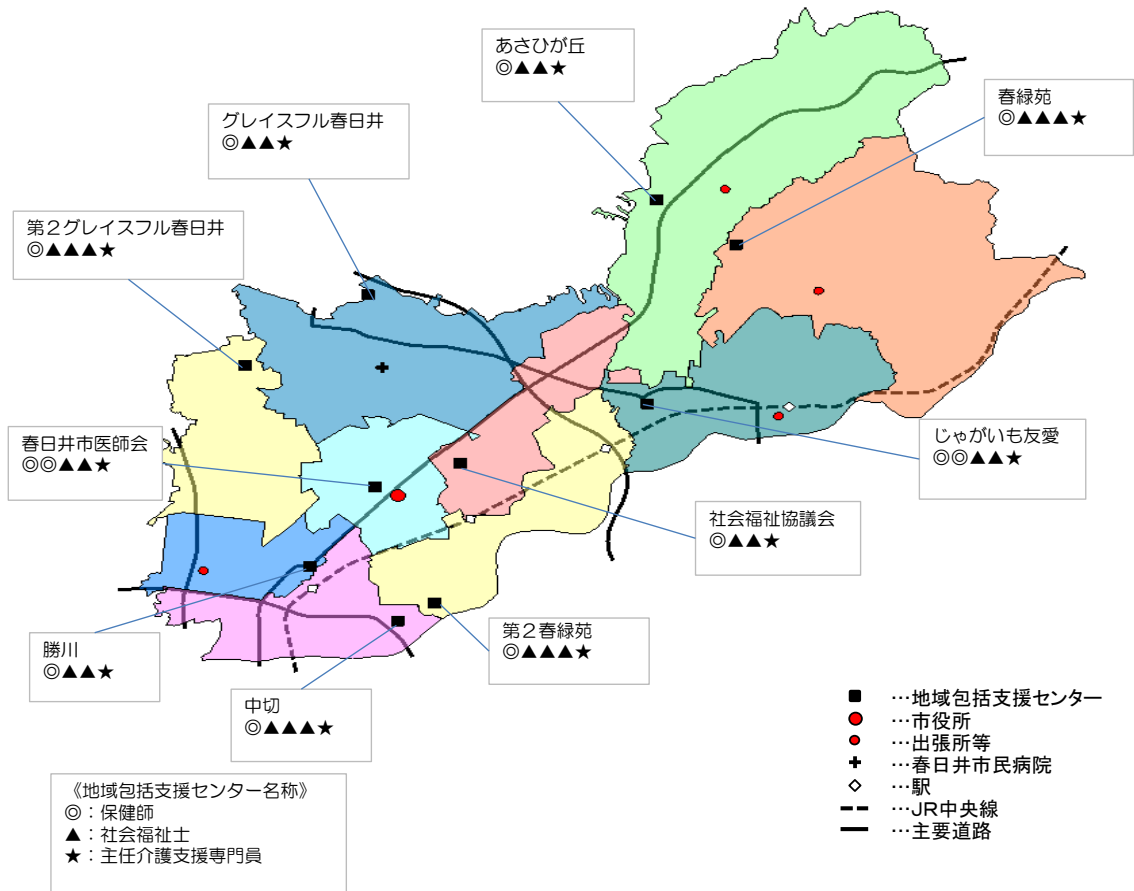 あさひが丘
◎▲▲★
春緑苑
◎▲▲▲★
グレイスフル春日井
◎▲▲★
第2グレイスフル春日井
◎▲▲▲★
春日井市医師会
◎◎▲▲★
じゃがいも友愛
◎◎▲▲★
社会福祉協議会
◎▲▲★
第2春緑苑
◎▲▲▲★
勝川
◎▲▲★
中切
◎▲▲▲★
■ …地域包括支援センター
● …市役所
● …出張所等
✚ …春日井市民病院
◇ …駅
…JR中央線
…主要道路
《地域包括支援センター名称》
◎:保健師
▲:社会福祉士
★:主任介護支援専門員